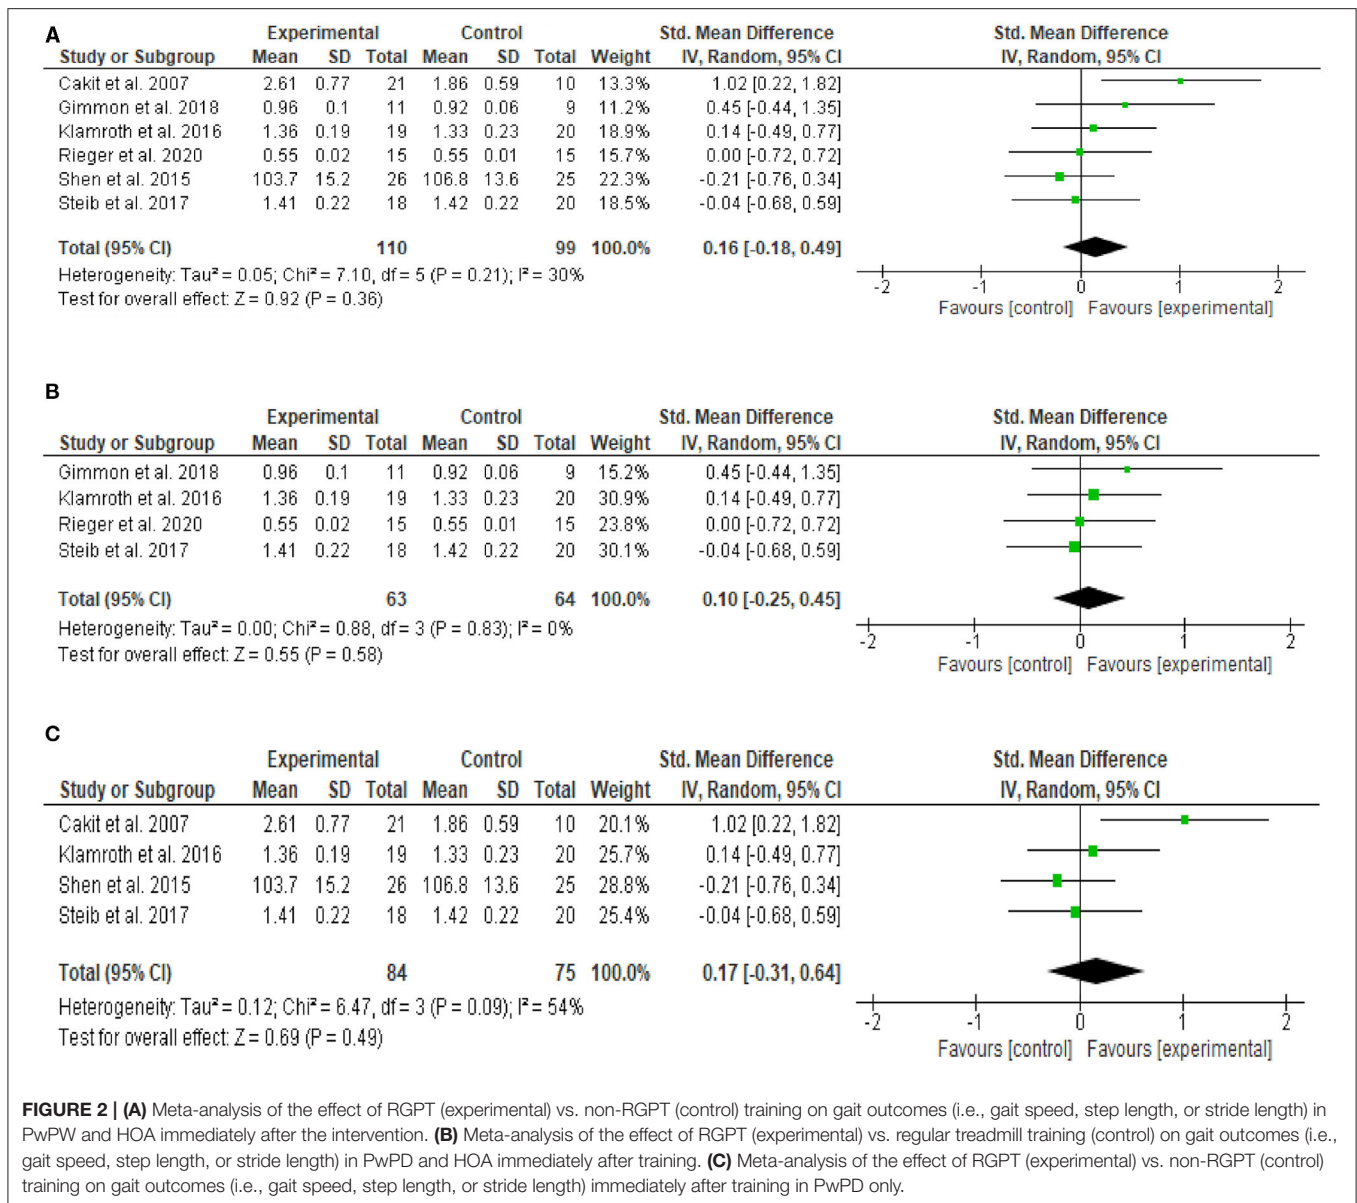 A
Experimental Control Std. Mean Difference Std. Mean Difference
Study or Subgroup Mean SD Total Mean SD Total Weight IV, Random, 95% CI IV, Random, 95% CI
Cakit et al. 2007 2.61 0.77 21 1.86 0.59 10 13.3% 1.02 [0.22, 1.82]
Gimmon et al. 2018 0.96 0.1 11 0.92 0.06 9 11.2% 0.45 [-0.44, 1.35]
Klamroth et al. 2016 1.36 0.19 19 1.33 0.23 20 18.9% 0.14 [-0.49, 0.77]
Rieger et al. 2020 0.55 0.02 15 0.55 0.01 15 15.7% 0.00 [-0.72, 0.72]
Shen et al. 2015 103.7 15.2 26 106.8 13.6 25 22.3% -0.21 [-0.76, 0.34]
Steib et al. 2017 1.41 0.22 18 1.42 0.22 20 18.5% -0.04 [-0.68, 0.59]
Total (95% CI) 110 99 100.0% 0.16 [-0.18, 0.49]
Heterogeneity: Tau² = 0.05; Chi² = 7.10, df = 5 (P = 0.21); I² = 30%
Test for overall effect: Z = 0.92 (P = 0.36)
-2 -1 0 1 2
Favours [control] Favours [experimental]
B
Experimental Control Std. Mean Difference Std. Mean Difference
Study or Subgroup Mean SD Total Mean SD Total Weight IV, Random, 95% CI IV, Random, 95% CI
Gimmon et al. 2018 0.96 0.1 11 0.92 0.06 9 15.2% 0.45 [-0.44, 1.35]
Klamroth et al. 2016 1.36 0.19 19 1.33 0.23 20 30.9% 0.14 [-0.49, 0.77]
Rieger et al. 2020 0.55 0.02 15 0.55 0.01 15 23.8% 0.00 [-0.72, 0.72]
Steib et al. 2017 1.41 0.22 18 1.42 0.22 20 30.1% -0.04 [-0.68, 0.59]
Total (95% CI) 63 64 100.0% 0.10 [-0.25, 0.45]
Heterogeneity: Tau² = 0.00; Chi² = 0.88, df = 3 (P = 0.83); I² = 0%
Test for overall effect: Z = 0.55 (P = 0.58)
-2 -1 0 1 2
Favours [control] Favours [experimental]
C
Experimental Control Std. Mean Difference Std. Mean Difference
Study or Subgroup Mean SD Total Mean SD Total Weight IV, Random, 95% CI IV, Random, 95% CI
Cakit et al. 2007 2.61 0.77 21 1.86 0.59 10 20.1% 1.02 [0.22, 1.82]
Klamroth et al. 2016 1.36 0.19 19 1.33 0.23 20 25.7% 0.14 [-0.49, 0.77]
Shen et al. 2015 103.7 15.2 26 106.8 13.6 25 28.8% -0.21 [-0.76, 0.34]
Steib et al. 2017 1.41 0.22 18 1.42 0.22 20 25.4% -0.04 [-0.68, 0.59]
Total (95% CI) 84 75 100.0% 0.17 [-0.31, 0.64]
Heterogeneity: Tau² = 0.12; Chi² = 6.47, df = 3 (P = 0.09); I² = 54%
Test for overall effect: Z = 0.69 (P = 0.49)
-2 -1 0 1 2
Favours [control] Favours [experimental]
FIGURE 2 | (A) Meta-analysis of the effect of RGPT (experimental) vs. non-RGPT (control) training on gait outcomes (i.e., gait speed, step length, or stride length) in
PwPW and HOA immediately after the intervention. (B) Meta-analysis of the effect of RGPT (experimental) vs. regular treadmill training (control) on gait outcomes (i.e.,
gait speed, step length, or stride length) in PwPD and HOA immediately after training. (C) Meta-analysis of the effect of RGPT (experimental) vs. non-RGPT (control)
training on gait outcomes (i.e., gait speed, step length, or stride length) immediately after training in PwPD only.